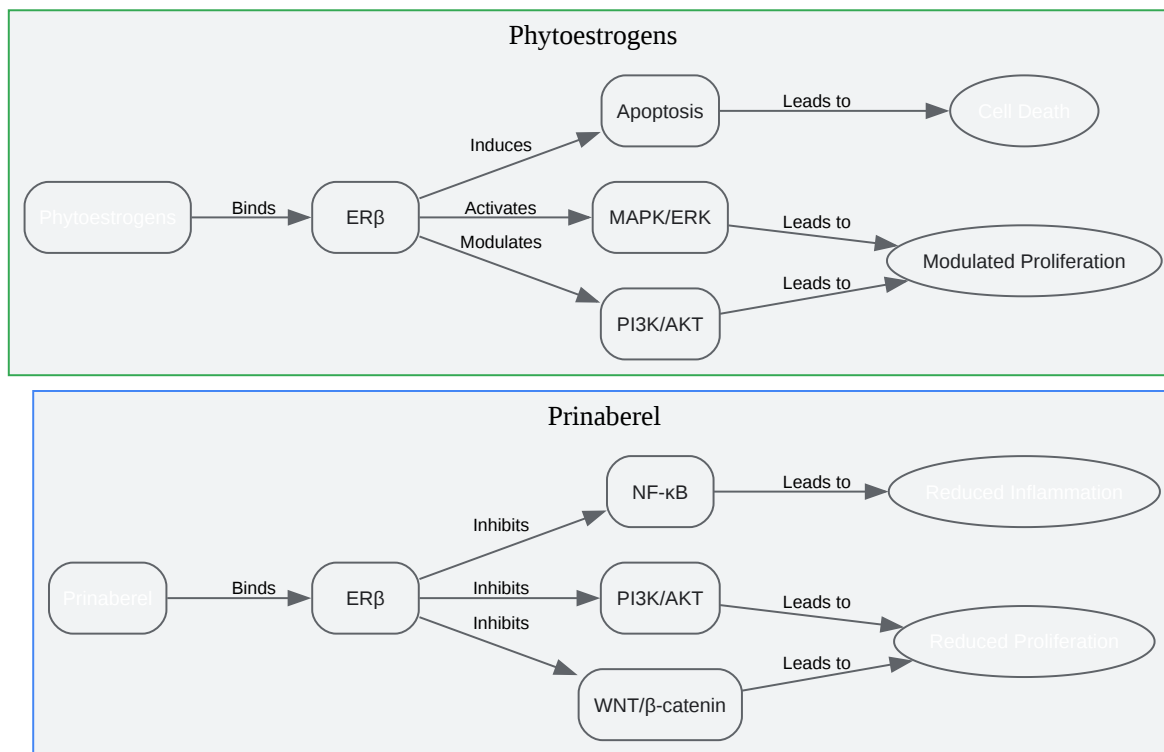 Phytoestrogens
Apoptosis
Leads to
Cell Death
Induces
Phytoestrogens
Binds
ERβ
Activates
MAPK/ERK
Leads to
Modulates
Modulated Proliferation
Leads to
PI3K/AKT
Prinaberel
NF-κB
Leads to
Reduced Inflammation
Inhibits
Prinaberel
Binds
ERβ
Inhibits
PI3K/AKT
Leads to
Inhibits
Reduced Proliferation
Leads to
WNT/β-catenin